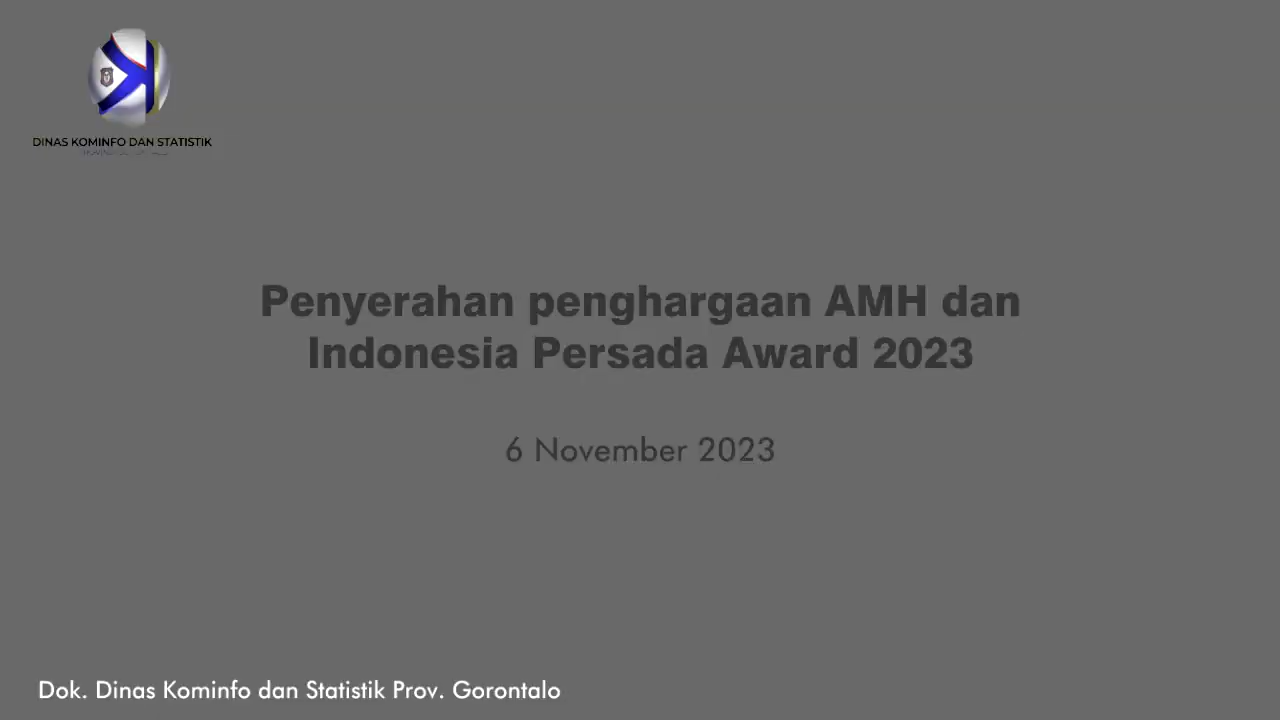 DINAS KOMINFO DAN STATISTIK
Penyerahan penghargaan AMH dan
Indonesia Persada Award 2023
6 November 2023
Dok. Dinas Kominfo dan Statistik Prov. Gorontalo